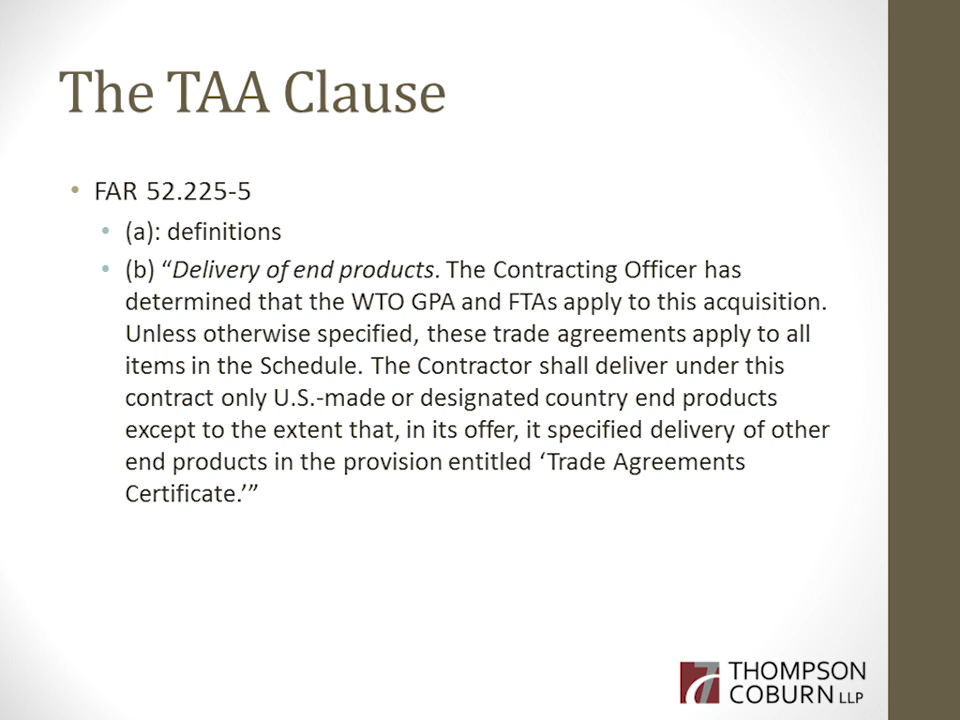 The TAA Clause
• FAR 52.225-5
• (a): definitions
• (b) “Delivery of end products. The Contracting Officer has
determined that the WTO GPA and FTAs apply to this acquisition.
Unless otherwise specified, these trade agreements apply to all
items in the Schedule. The Contractor shall deliver under this
contract only U.S.-made or designated country end products
except to the extent that, in its offer, it specified delivery of other
end products in the provision entitled ‘Trade Agreements
Certificate.’”
THOMPSON
COBURN LLP